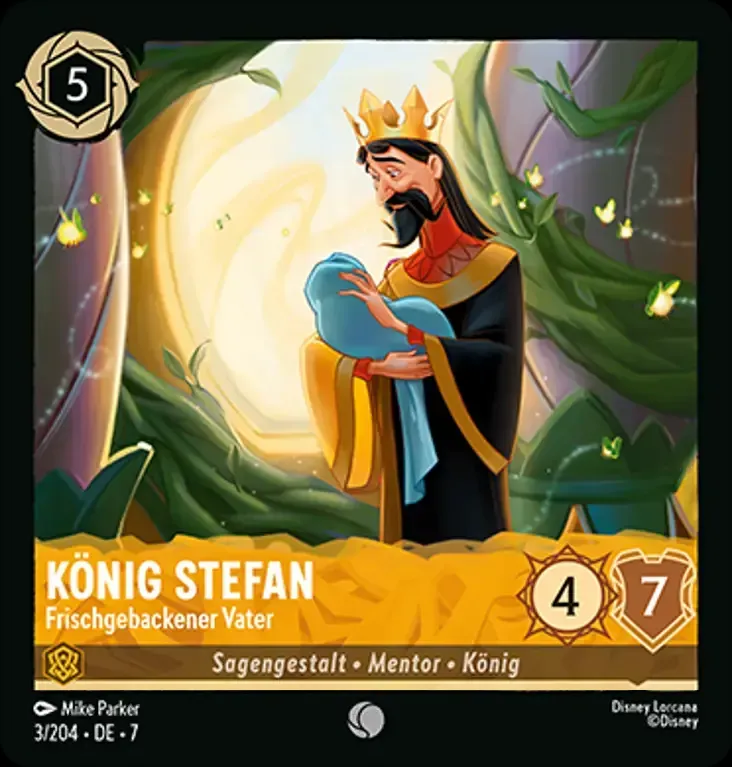 5
KÖNIG STEFAN
Frischgebackener Vater
4
7
Sagengestalt • Mentor • König
Mike Parker
3/204 • DE • 7
Disney Lorcana
©Disney